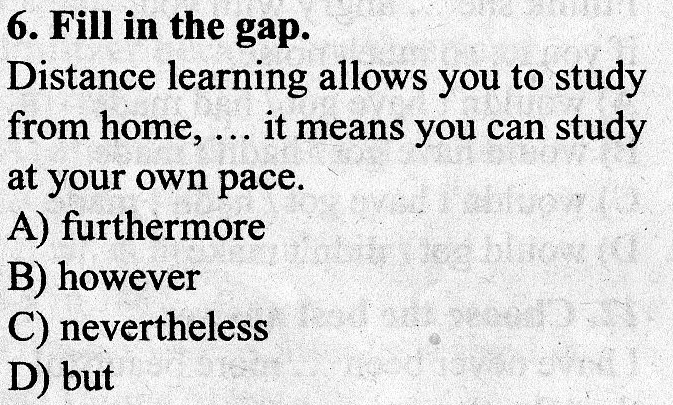 6. Fill in the gap.
Distance learning allows you to study
from home, … it means you can study
at your own pace.
A) furthermore
B) however
C) nevertheless
D) but